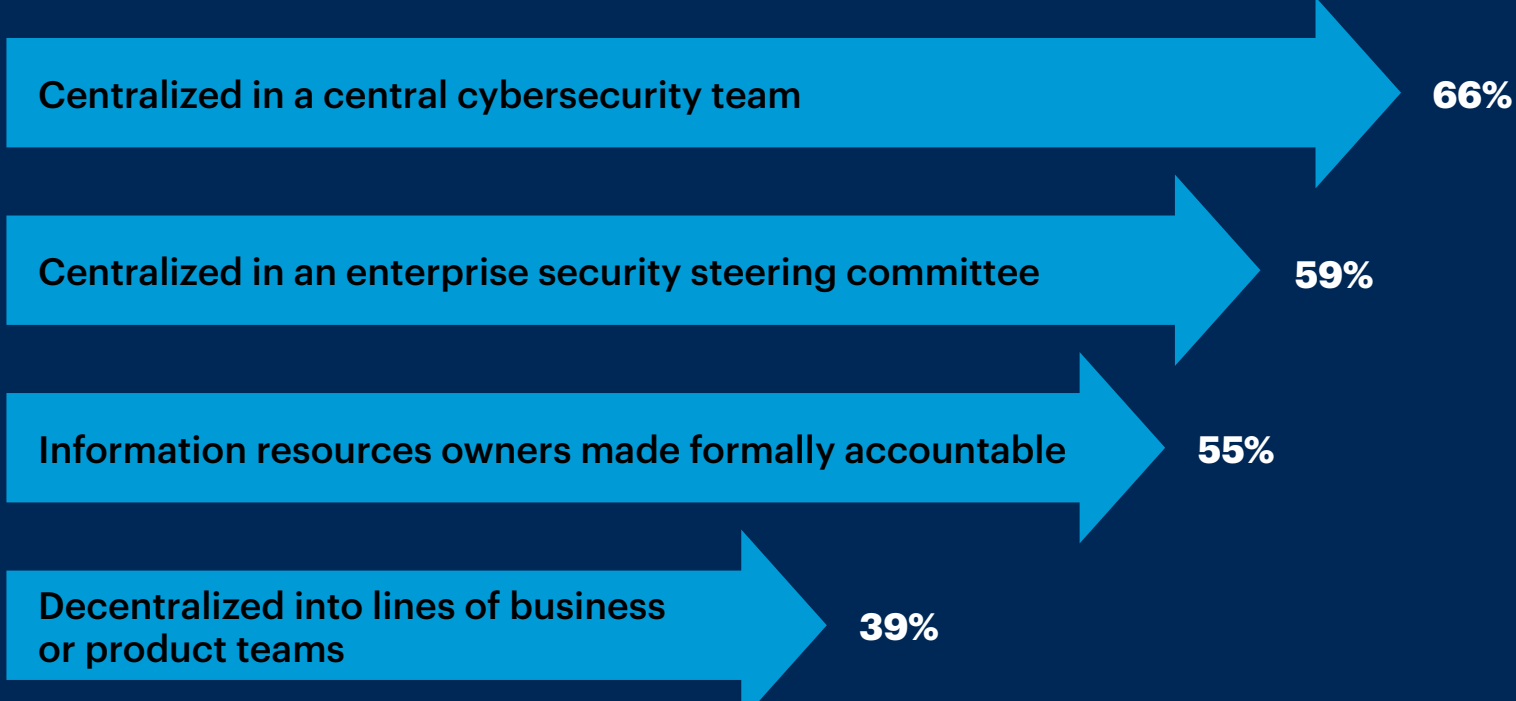 Centralized in a central cybersecurity team
66%
Centralized in an enterprise security steering committee
59%
Information resources owners made formally accountable
55%
Decentralized into lines of business
or product teams
39%